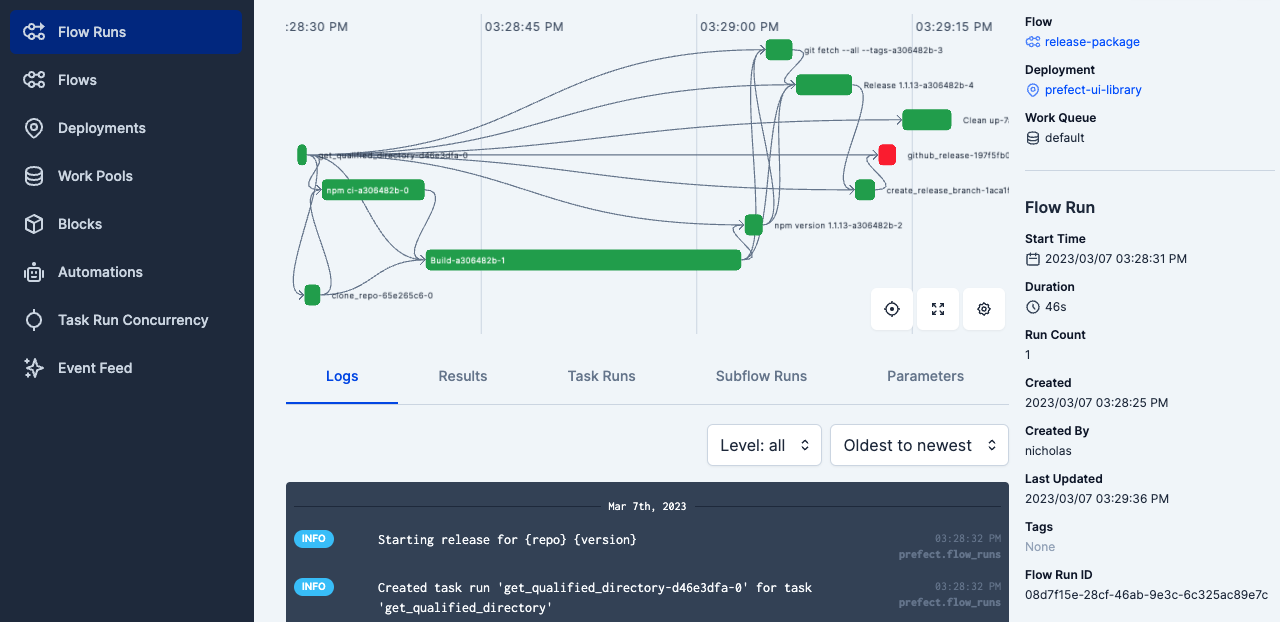 Flow Runs
Flows
Deployments
Work Pools
Blocks
Automations
Task Run Concurrency
Event Feed
:28:30 PM
03:28:45 PM
03:29:00 PM
03:29:15 PM
git fetch --all --tags-a306482b-3
Release 1.1.13-a306482b-4
Clean up-7
get_qualified_directory-d46e3dfa-0
github_release-197f5fb0
npm ci-a306482b-0
create_release_branch-1aca1f
npm version 1.1.13-a306482b-2
Build-a306482b-1
clone_repo-65e265c6-0
Logs
Results
Task Runs
Subflow Runs
Parameters
Level: all
Oldest to newest
Mar 7th, 2023
INFO
Starting release for {repo} {version}
03:28:32 PM
prefect.flow_runs
INFO
Created task run 'get_qualified_directory-d46e3dfa-0' for task
'get_qualified_directory'
03:28:32 PM
prefect.flow_runs
Flow
release-package
Deployment
prefect-ui-library
Work Queue
default
Flow Run
Start Time
2023/03/07 03:28:31 PM
Duration
46s
Run Count
1
Created
2023/03/07 03:28:25 PM
Created By
nicholas
Last Updated
2023/03/07 03:29:36 PM
Tags
None
Flow Run ID
08d7f15e-28cf-46ab-9e3c-6c325ac89e7c